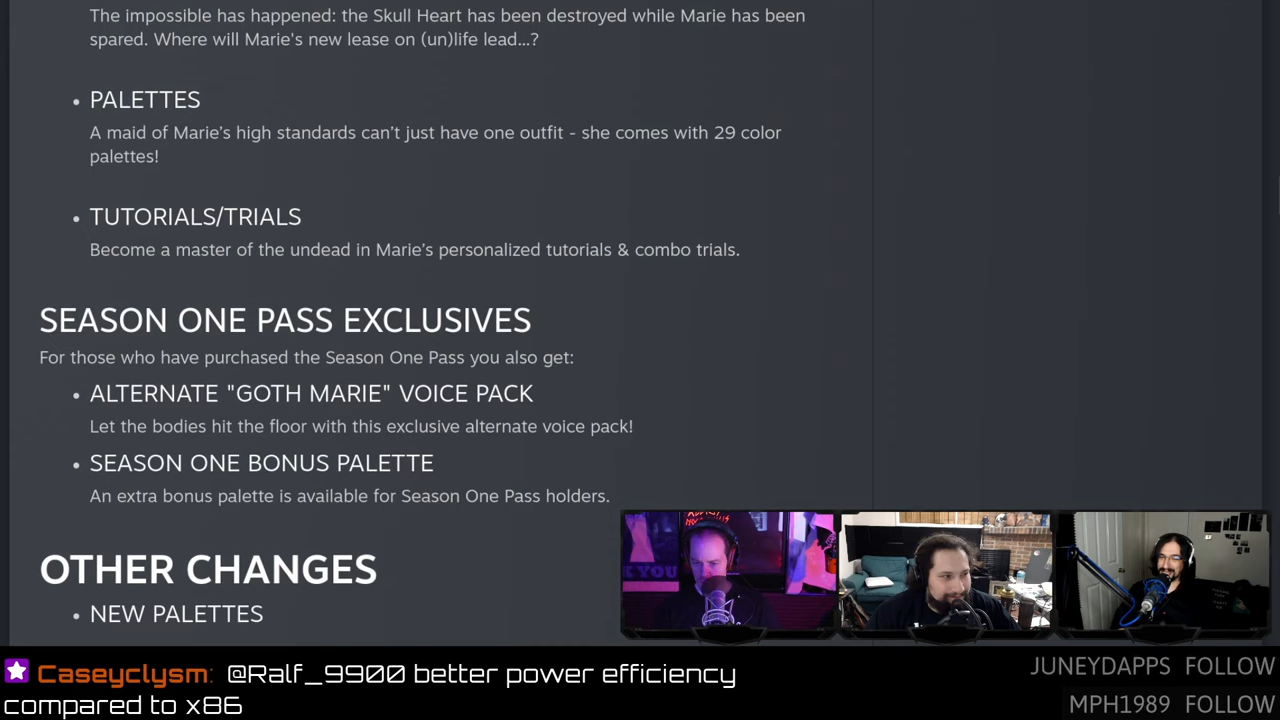 The impossible has happened: the Skull Heart has been destroyed while Marie has been
spared. Where will Marie's new lease on (un)life lead...?
• PALETTES
A maid of Marie's high standards can't just have one outfit - she comes with 29 color
palettes!
• TUTORIALS/TRIALS
Become a master of the undead in Marie's personalized tutorials & combo trials.
SEASON ONE PASS EXCLUSIVES
For those who have purchased the Season One Pass you also get:
• ALTERNATE "GOTH MARIE" VOICE PACK
Let the bodies hit the floor with this exclusive alternate voice pack!
• SEASON ONE BONUS PALETTE
An extra bonus palette is available for Season One Pass holders.
OTHER CHANGES
• NEW PALETTES
Caseyclysm: @Ralf_9900 better power efficiency
compared to x86
JUNEYDAPPS FOLLOW
MPH1989 FOLLOW